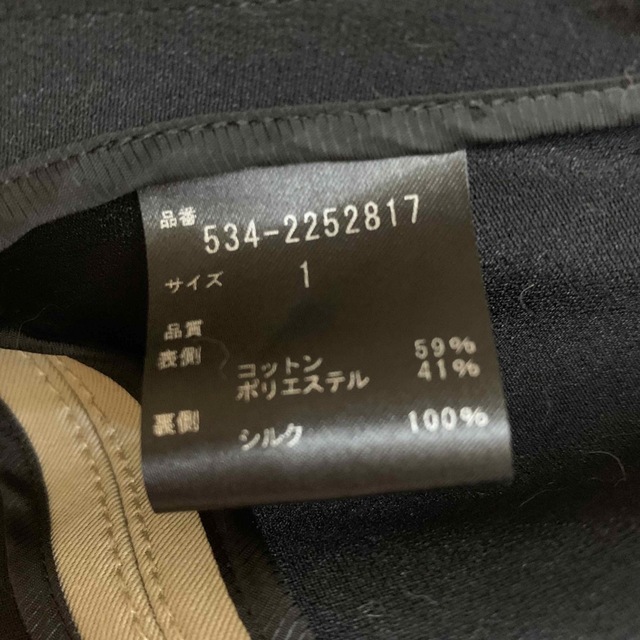 品番 534-2252817
サイズ 1
品質
表側 コットン 59%
ポリエステル 41%
裏側 シルク 100%